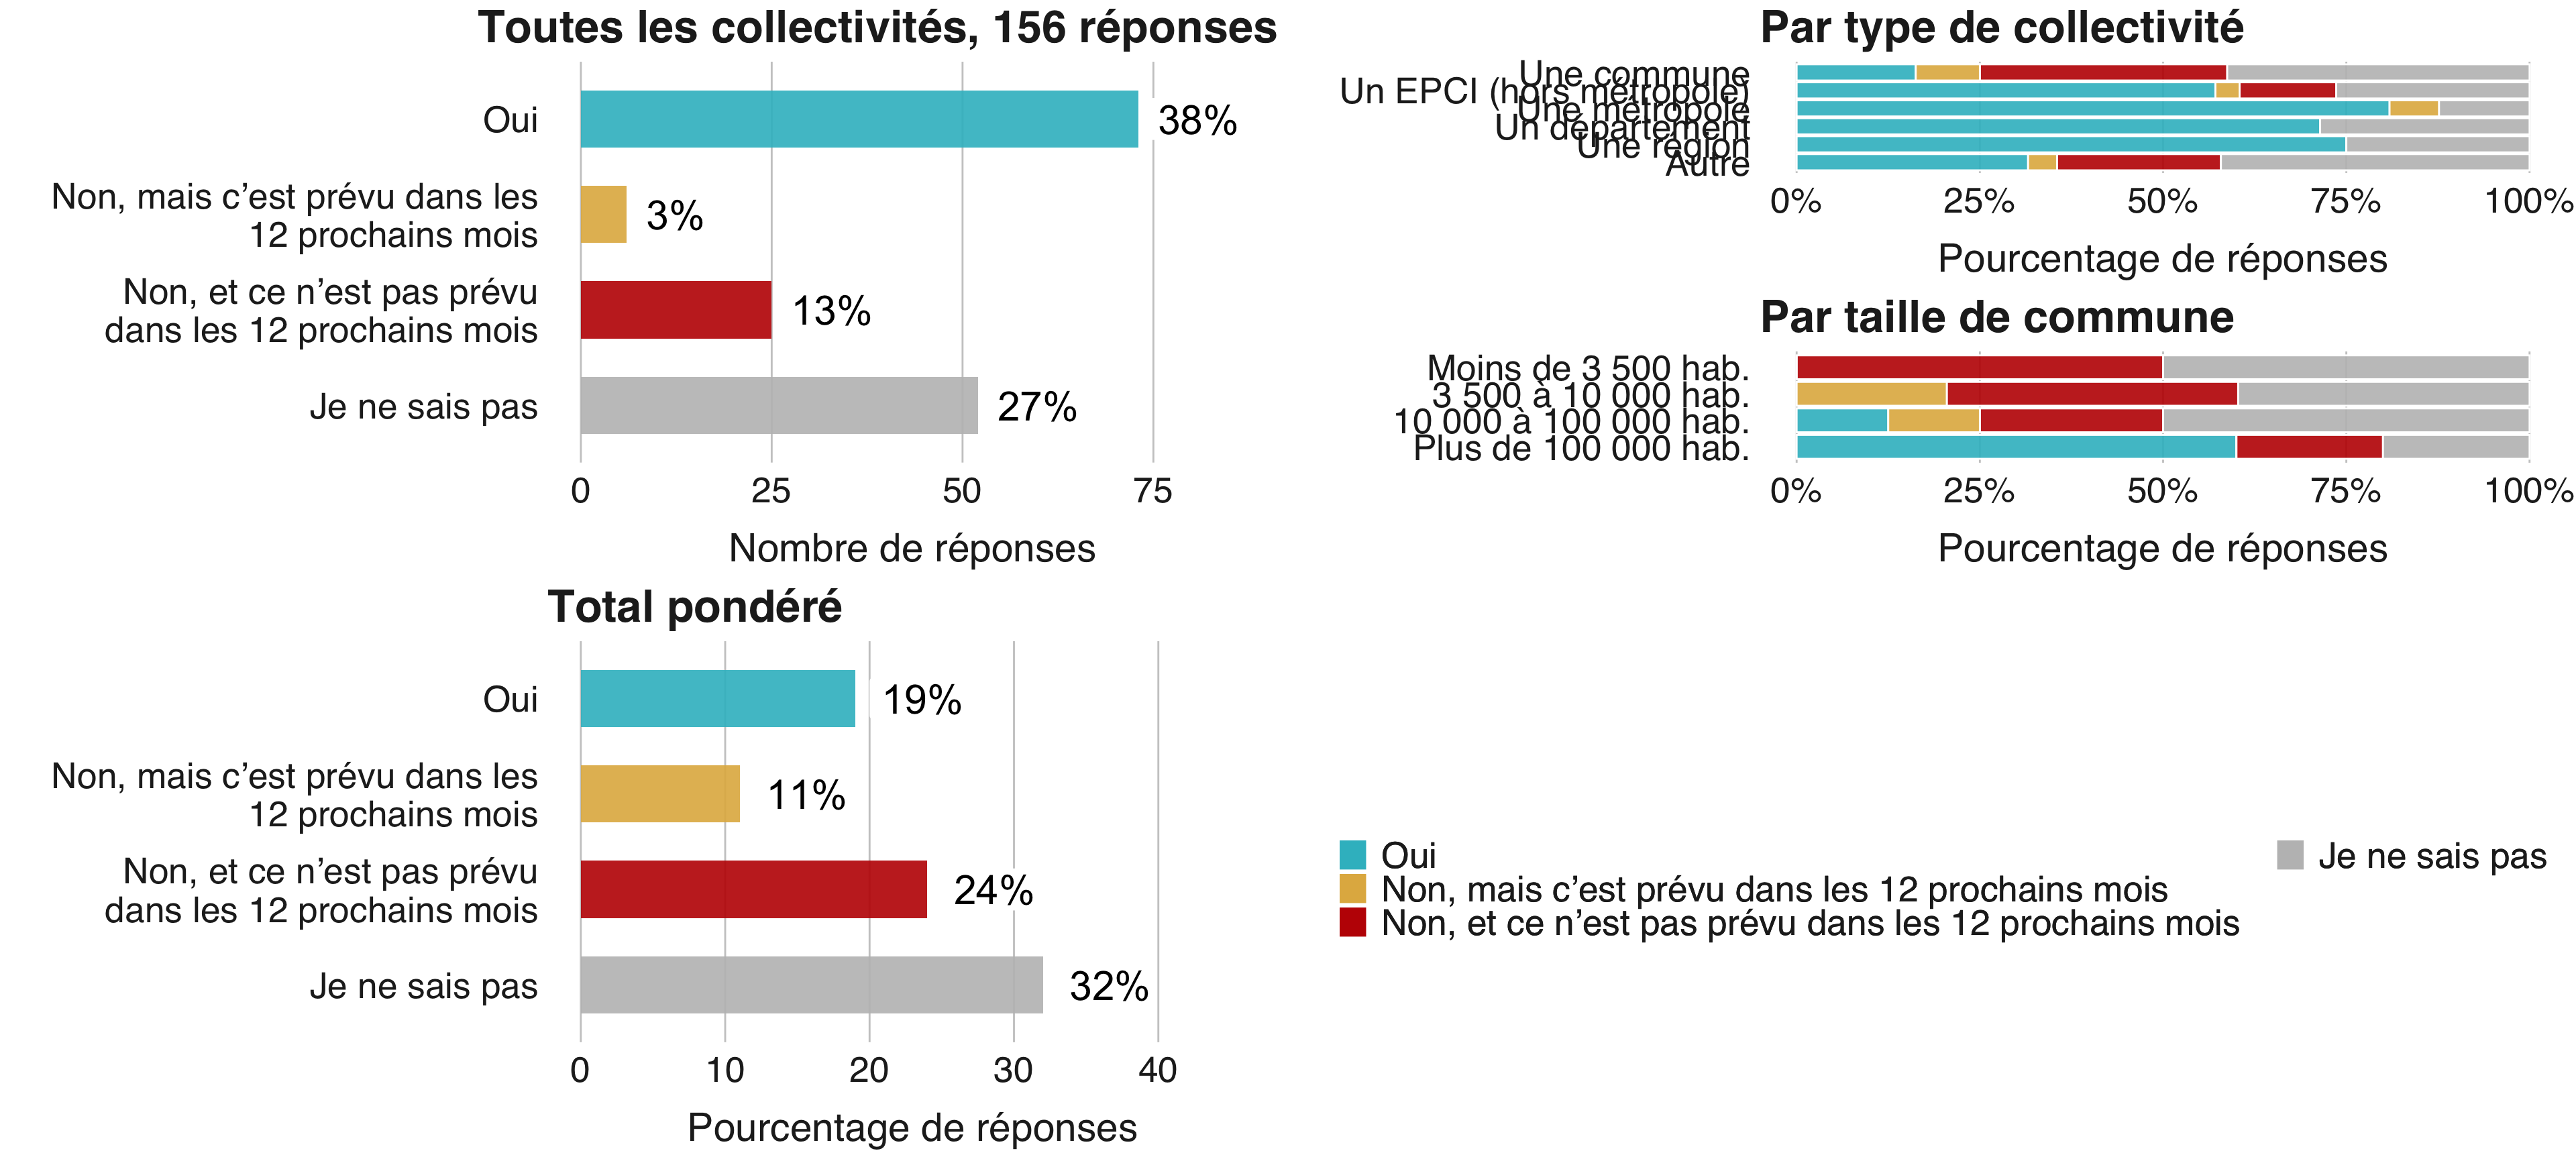 Toutes les collectivités, 156 réponses
Oui
38%
Non, mais c’est prévu dans les
12 prochains mois
3%
Non, et ce n’est pas prévu
dans les 12 prochains mois
13%
Je ne sais pas
27%
0 25 50 75
Nombre de réponses
Total pondéré
Oui
19%
Non, mais c’est prévu dans les
12 prochains mois
11%
Non, et ce n’est pas prévu
dans les 12 prochains mois
24%
Je ne sais pas
32%
0 10 20 30 40
Pourcentage de réponses
Par type de collectivité
Une commune
Un EPCI (hors métropole)
Une métropole
Un département
Une région
Autre
0% 25% 50% 75% 100%
Pourcentage de réponses
Par taille de commune
Moins de 3 500 hab.
3 500 à 10 000 hab.
10 000 à 100 000 hab.
Plus de 100 000 hab.
0% 25% 50% 75% 100%
Pourcentage de réponses
Oui
Non, mais c’est prévu dans les 12 prochains mois
Non, et ce n’est pas prévu dans les 12 prochains mois
Je ne sais pas